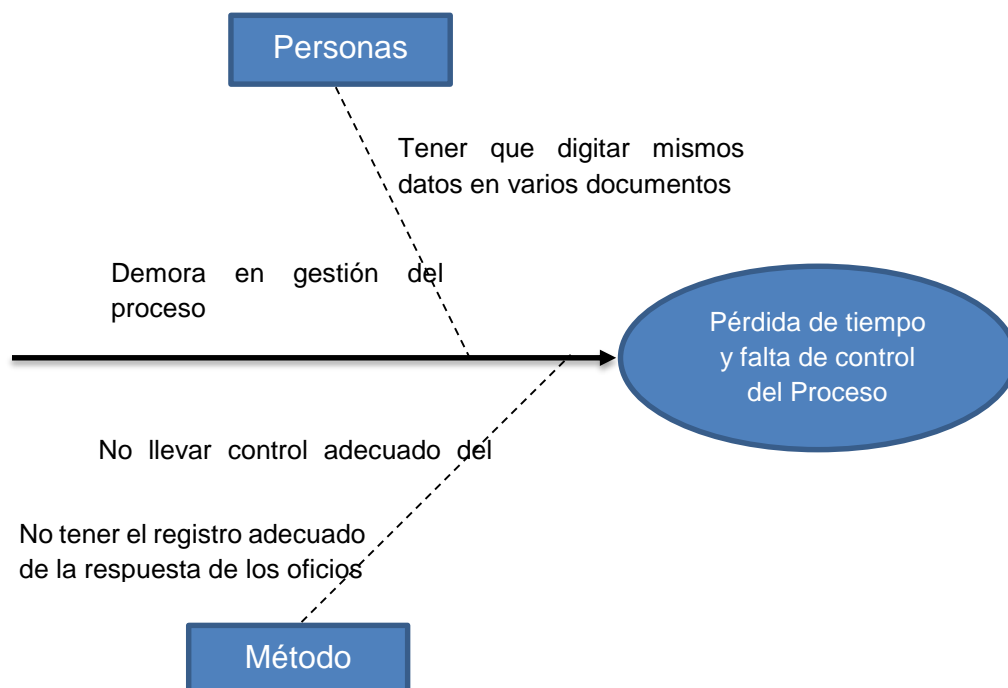 Personas
Tener que digitar mismos
datos en varios documentos
Demora en gestión del
proceso
Pérdida de tiempo
y falta de control
del Proceso
No llevar control adecuado del
No tener el registro adecuado
de la respuesta de los oficios
Método